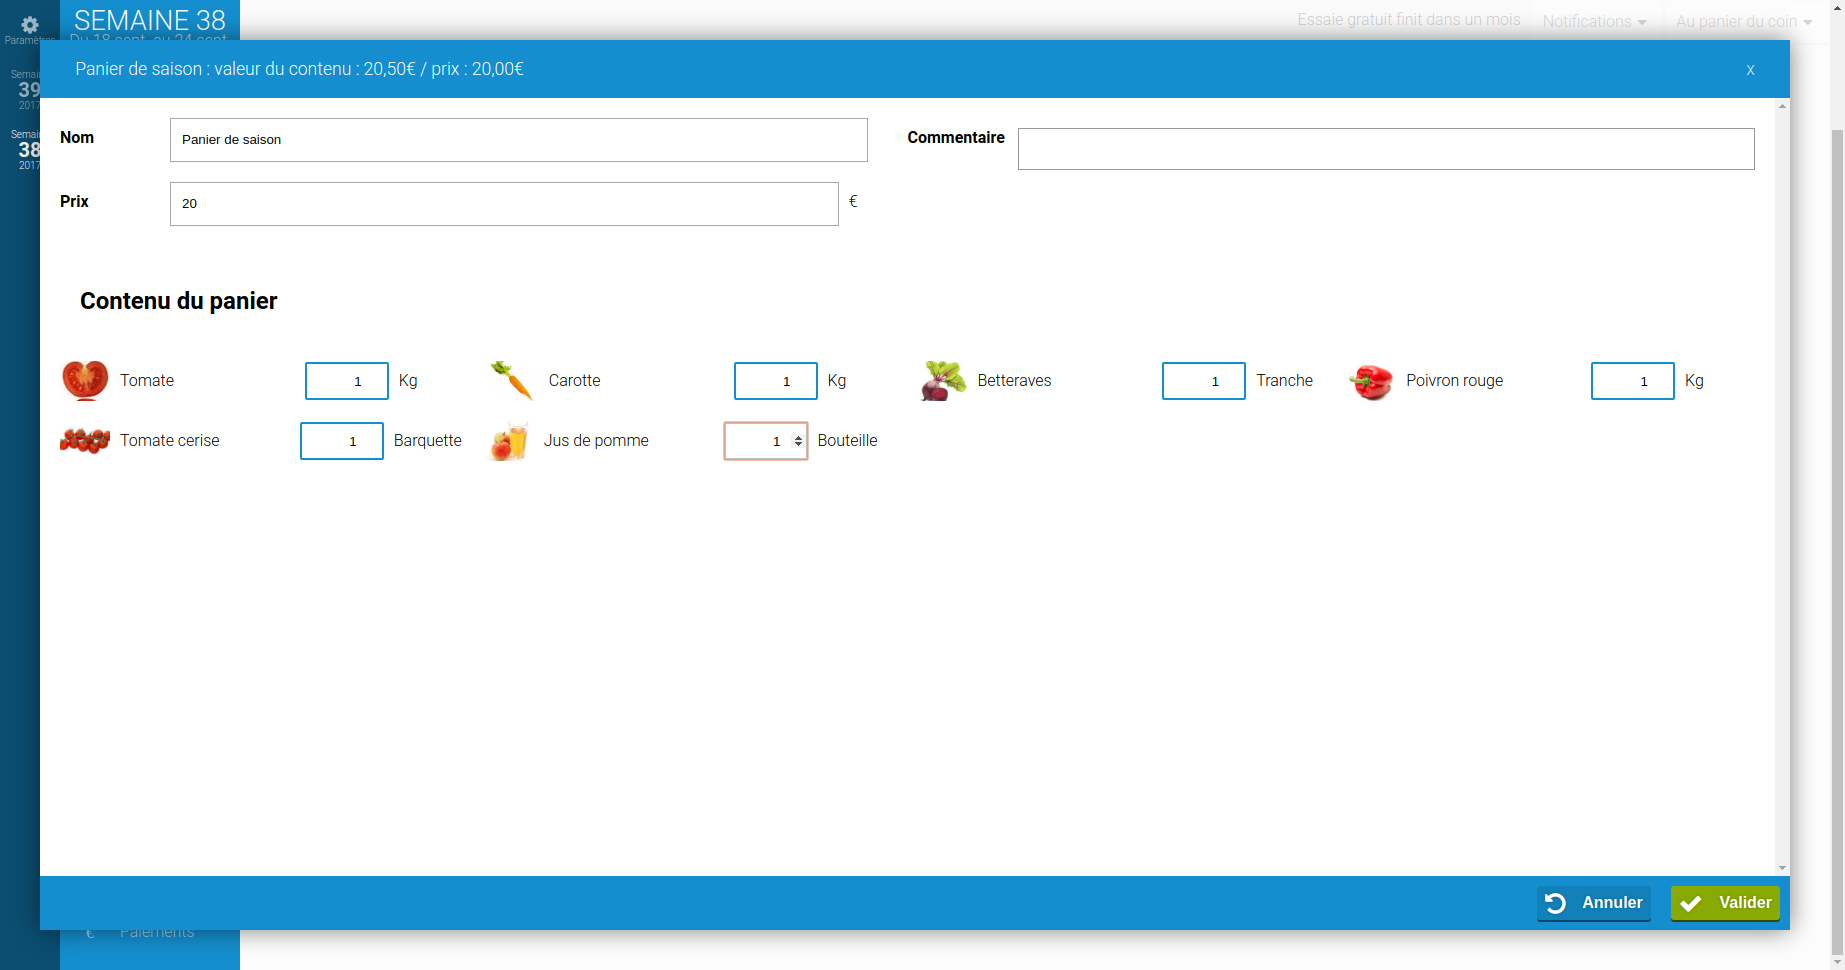 Paramètres
SEMAINE 38
Du 18 sept. au 24 sept.
Essaie gratuit finit dans un mois
Notifications
Au panier du coin
Semai
39
2017
Semai
38
2017
Panier de saison : valeur du contenu : 20,50€ / prix : 20,00€
x
Nom
Panier de saison
Commentaire
Prix
20
€
Contenu du panier
Tomate 1 Kg
Carotte 1 Kg
Betteraves 1 Tranche
Poivron rouge 1 Kg
Tomate cerise 1 Barquette
Jus de pomme 1 Bouteille
Annuler
Valider
€ Paiements